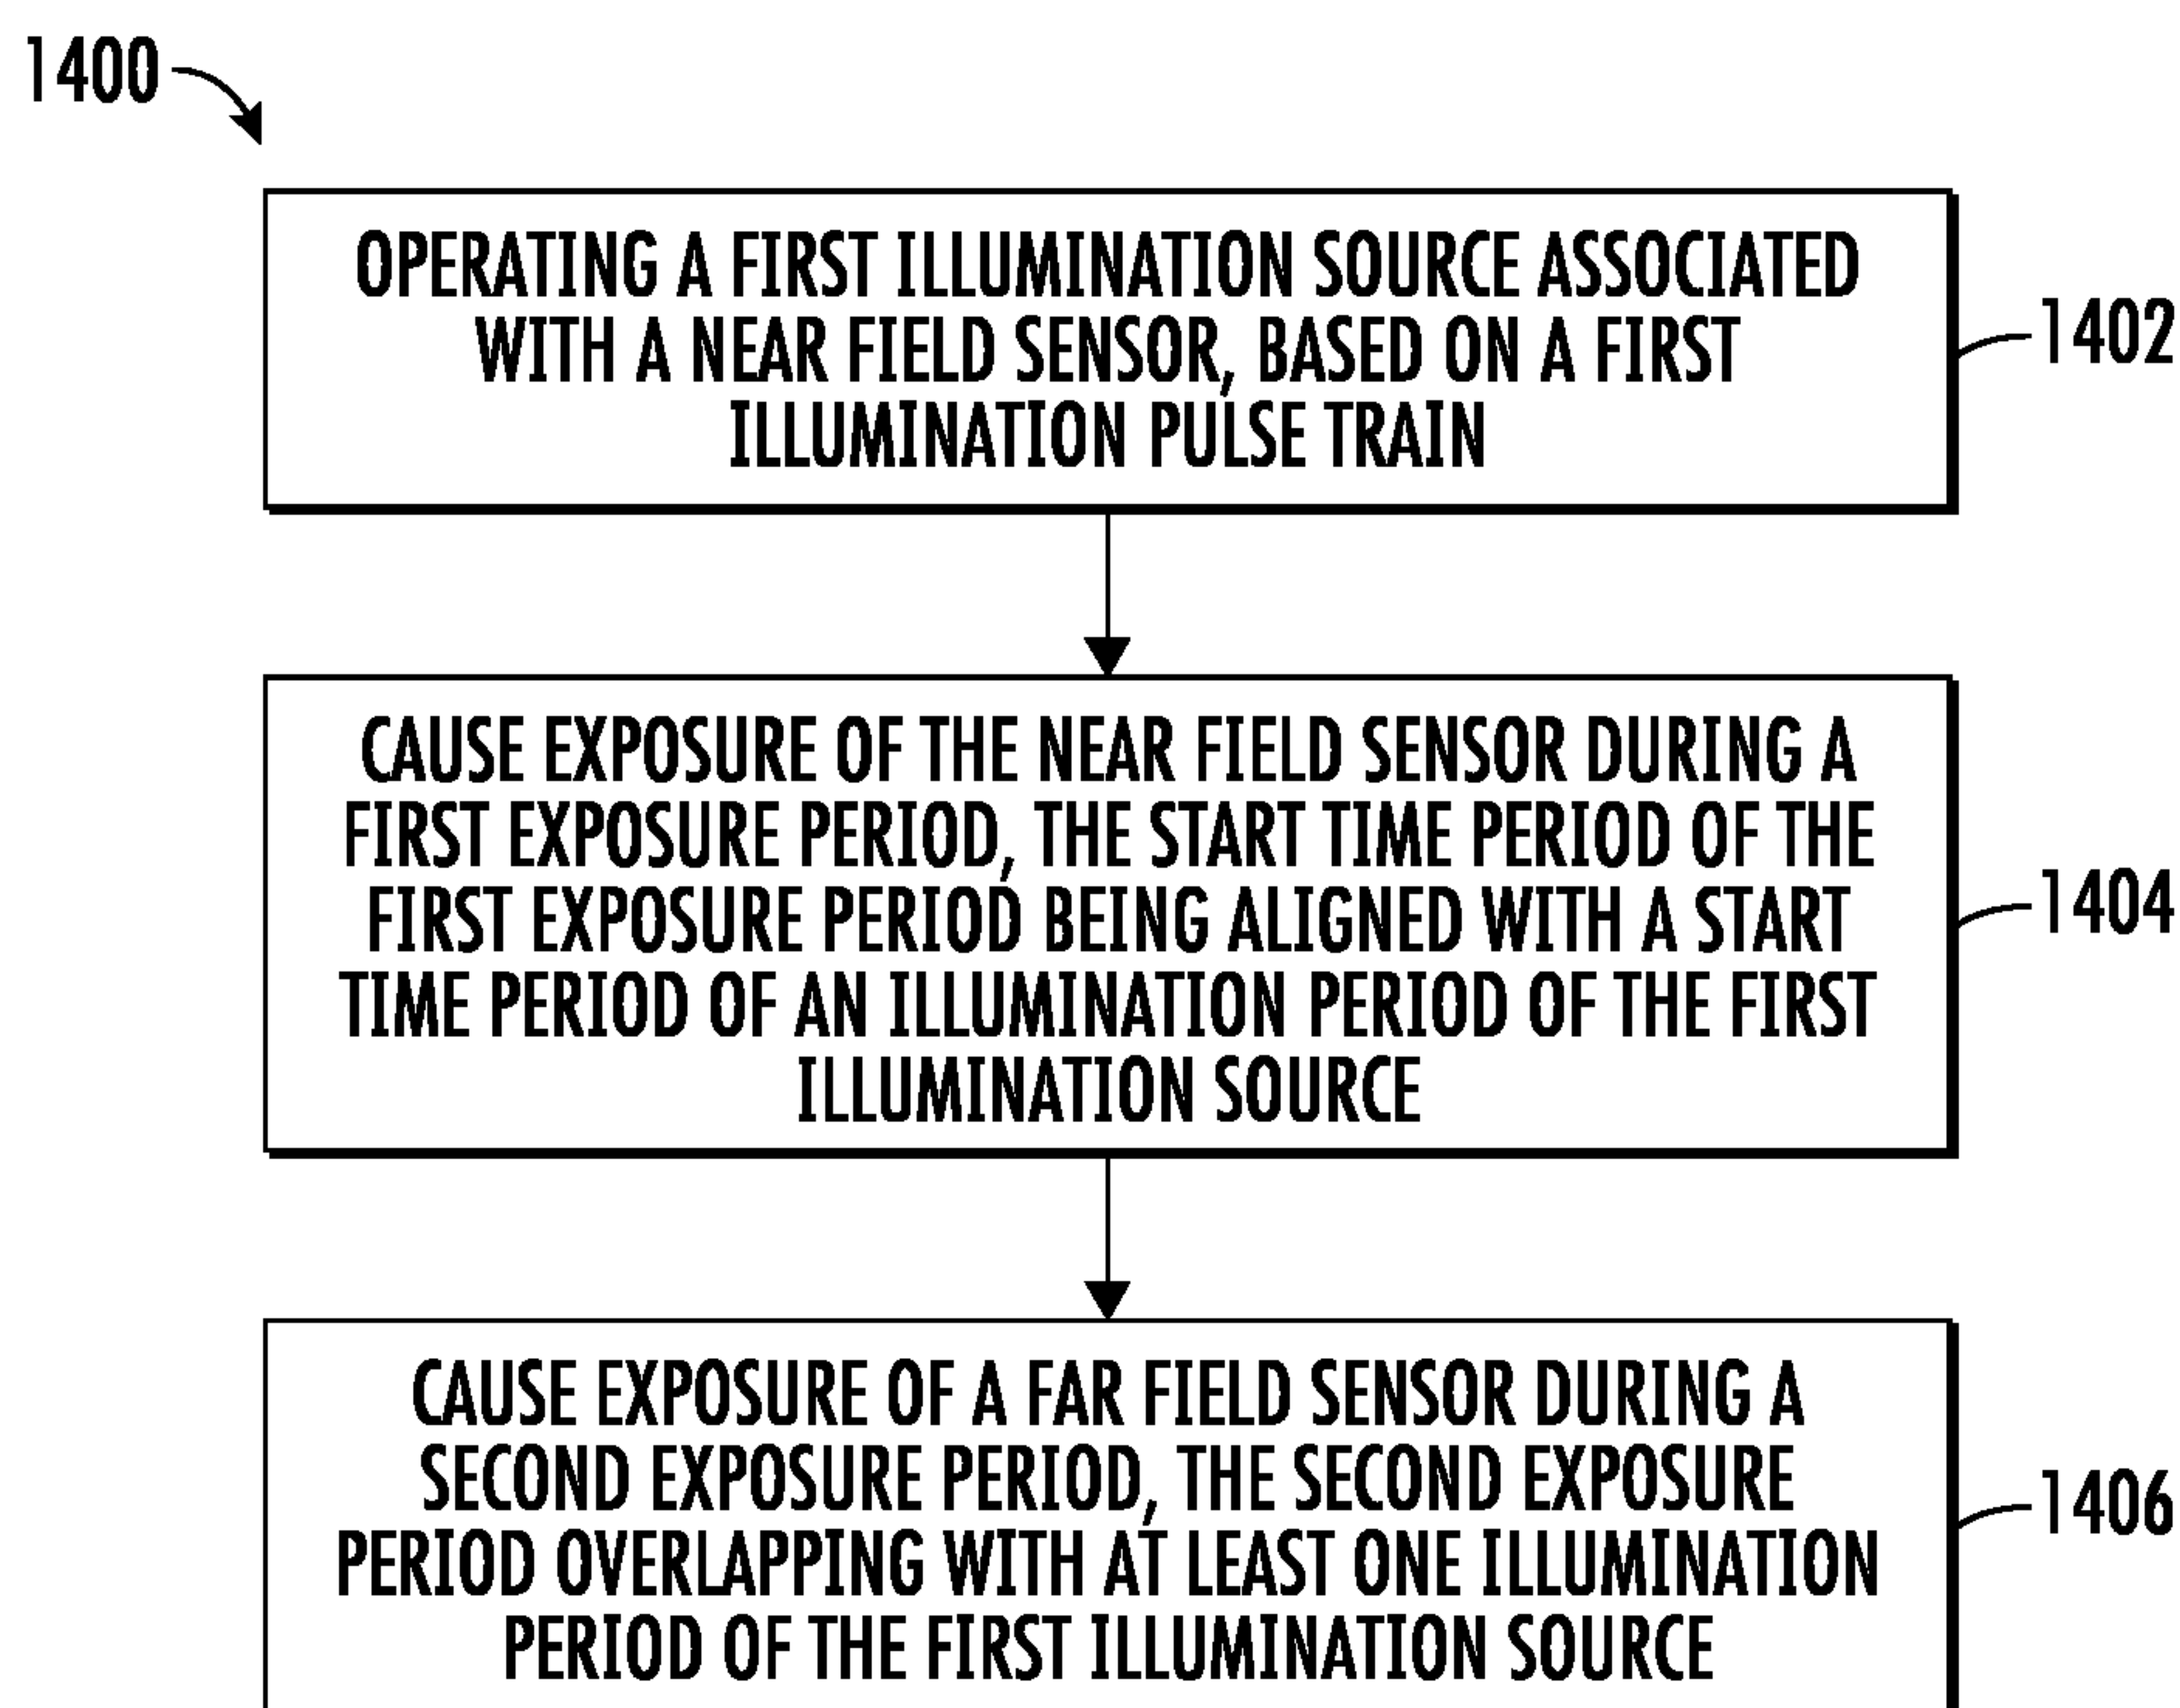 1400
OPERATING A FIRST ILLUMINATION SOURCE ASSOCIATED
WITH A NEAR FIELD SENSOR, BASED ON A FIRST
ILLUMINATION PULSE TRAIN
1402
CAUSE EXPOSURE OF THE NEAR FIELD SENSOR DURING A
FIRST EXPOSURE PERIOD, THE START TIME PERIOD OF THE
FIRST EXPOSURE PERIOD BEING ALIGNED WITH A START
TIME PERIOD OF AN ILLUMINATION PERIOD OF THE FIRST
ILLUMINATION SOURCE
1404
CAUSE EXPOSURE OF A FAR FIELD SENSOR DURING A
SECOND EXPOSURE PERIOD, THE SECOND EXPOSURE
PERIOD OVERLAPPING WITH AT LEAST ONE ILLUMINATION
PERIOD OF THE FIRST ILLUMINATION SOURCE
1406